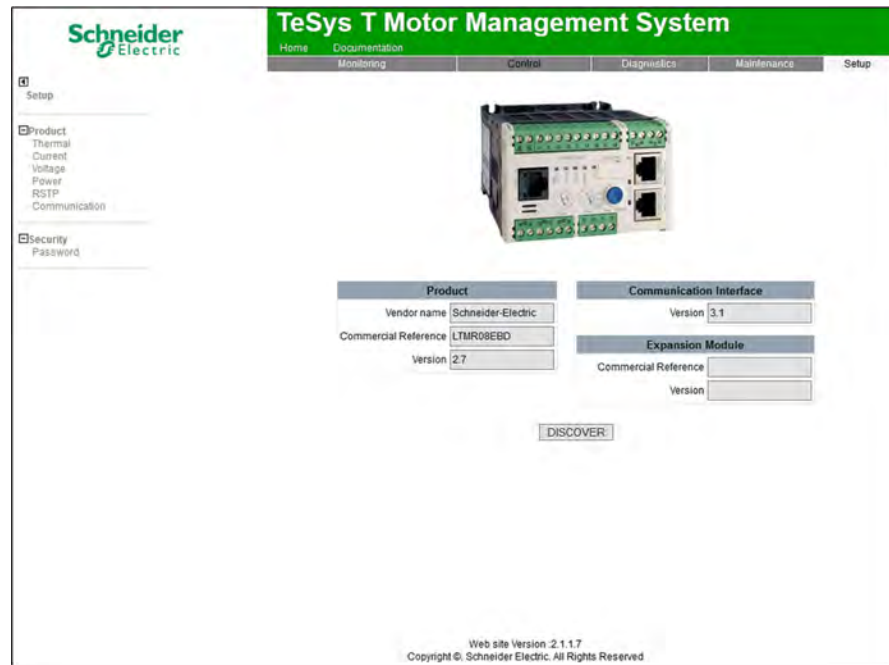 Schneider
Electric
TeSys T Motor Management System
Home Documentation
Monitoring Control Diagnostics Maintenance Setup
Setup
Product
Thermal
Current
Voltage
Power
RSTP
Communication
Security
Password
Product
Vendor name Schneider-Electric
Commercial Reference LTMR08EBD
Version 2.7
Communication Interface
Version 3.1
Expansion Module
Commercial Reference
Version
DISCOVER
Web site Version :2.1.1.7
Copyright ©, Schneider Electric. All Rights Reserved